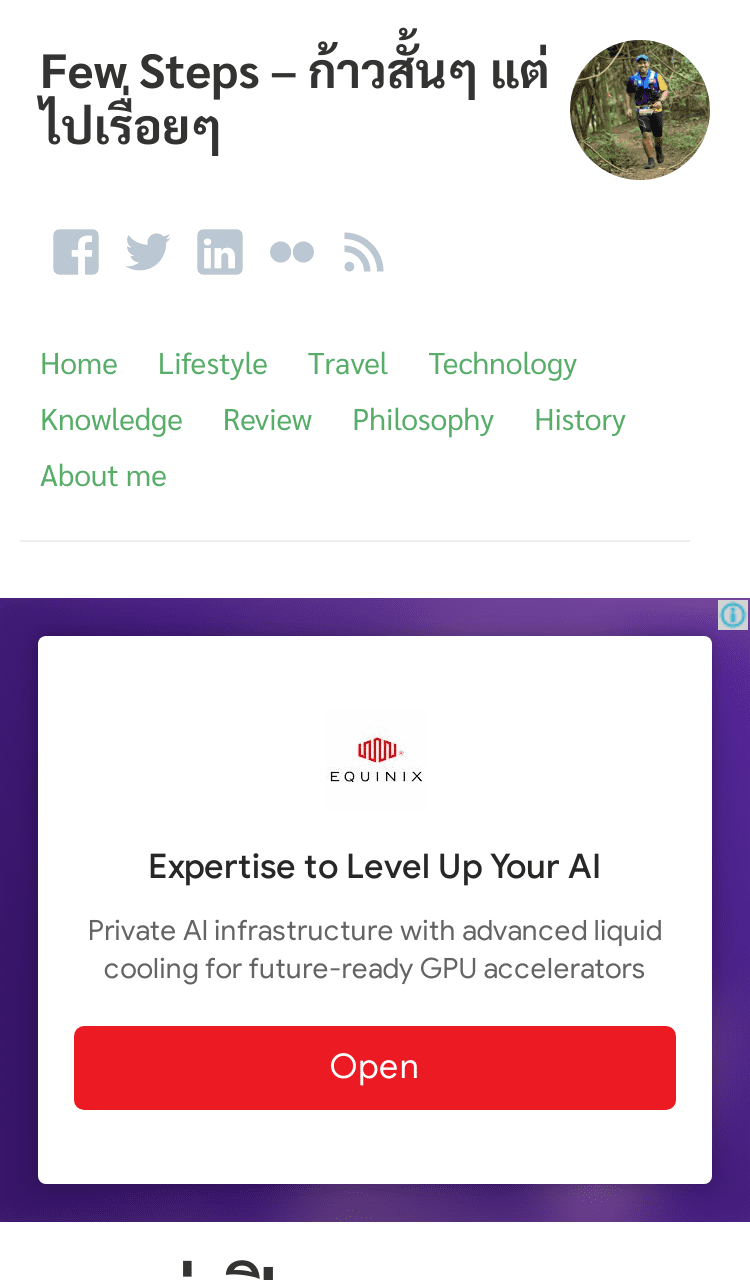 Few Steps – ก้าวสั้นๆ แต่
ไปเรื่อยๆ
Home Lifestyle Travel Technology
Knowledge Review Philosophy History
About me
EQUINIX
Expertise to Level Up Your AI
Private AI infrastructure with advanced liquid
cooling for future-ready GPU accelerators
Open